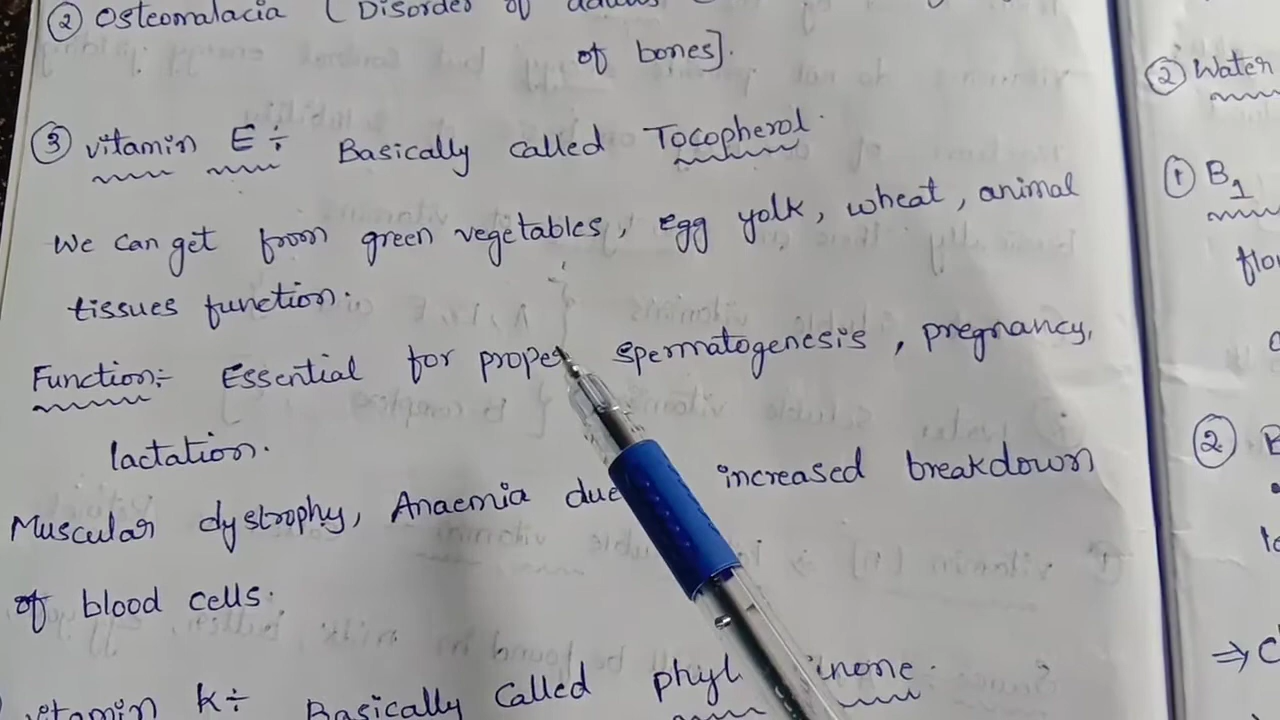 ② Osteomalacia ( Disorder of
of bones].
③ vitamin E ÷ Basically called Tocopherol.
We can get from green vegetables, egg yolk, wheat, animal
tissues function.
Function ÷ Essential for proper spermatogenesis, pregnancy,
lactation.
Muscular dystrophy, Anaemia due increased breakdown
of blood cells.
vitamin K ÷ Basically called
② Water
① B₁
②
⇒